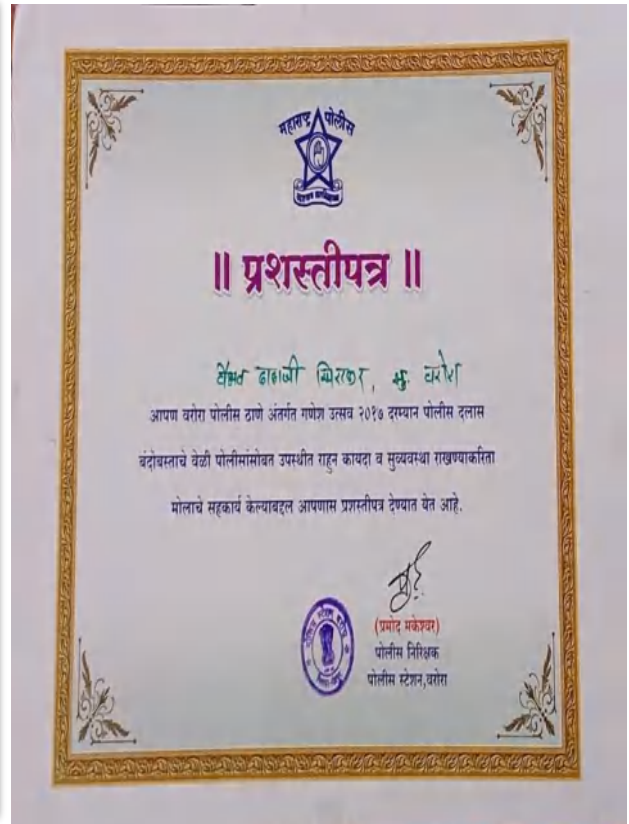 महाराष्ट्र पोलीस
|| प्रशस्तीपत्र ||
वैभव डाहाजी, मु. वरोरा
आपण वरोरा पोलीस ठाणे अंतर्गत गणेश उत्सव २०१७ दरम्यान पोलीस दलास
बंदोबस्ताचे वेळी पोलीसांसोबत उपस्थीत राहुन कायदा व सुव्यवस्था राखण्याकरिता
मोलाचे सहकार्य केल्याबद्दल आपणास प्रशस्तीपत्र देण्यात येत आहे.
(प्रमोद मकेश्वर)
पोलीस निरिक्षक
पोलीस स्टेशन,वरोरा